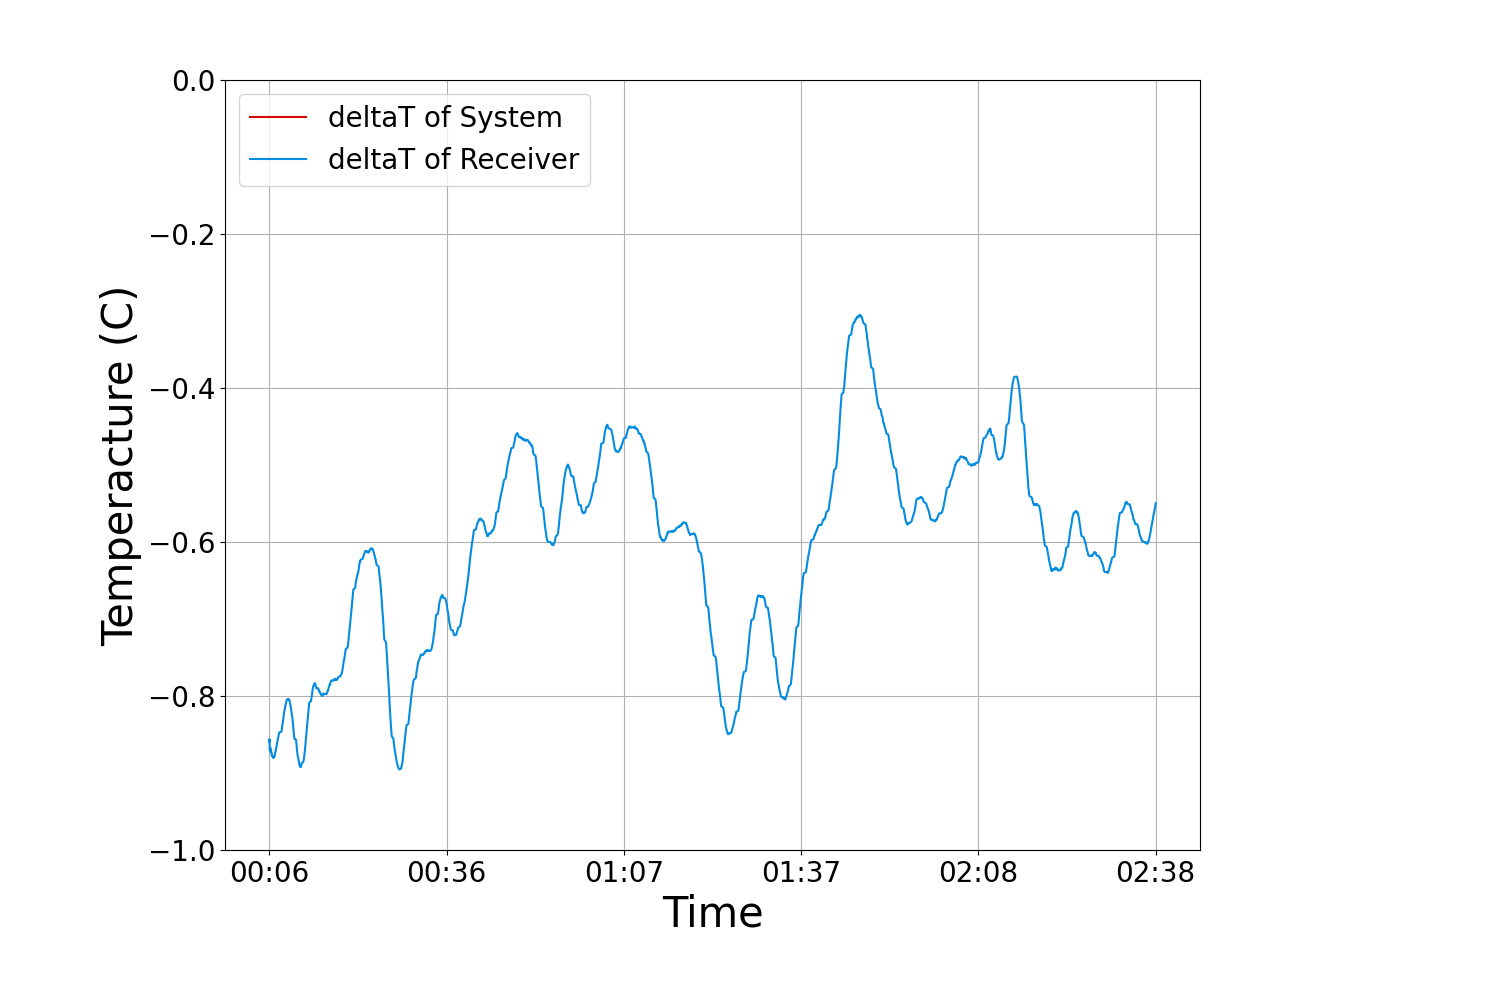 0.0
deltaT of System
deltaT of Receiver
−0.2
−0.4
−0.6
−0.8
−1.0
Temperacture (C)
00:06 00:36 01:07 01:37 02:08 02:38
Time